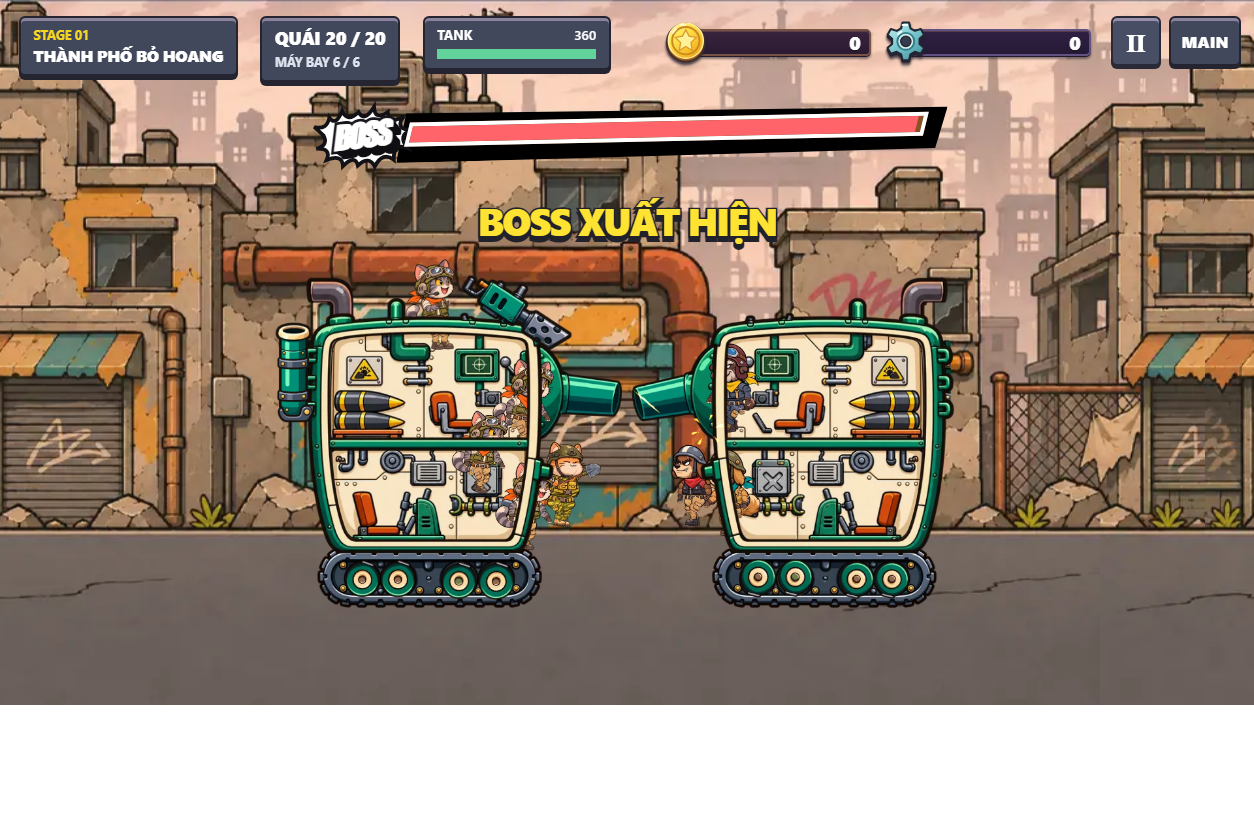 STAGE 01
THÀNH PHỐ BỎ HOANG
QUÁI 20 / 20
MÁY BAY 6 / 6
TANK 360
0
0
MAIN
BOSS
BOSS XUẤT HIỆN